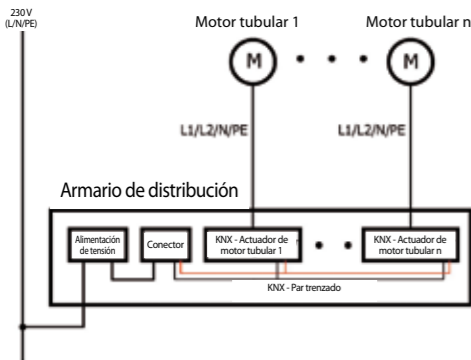 230 V
(L/N/PE)
Motor tubular 1
Motor tubular n
M
M
L1/L2/N/PE
L1/L2/N/PE
Armario de distribución
Alimentación
de tensión
Conector
KNX - Actuador de
motor tubular 1
KNX - Actuador de
motor tubular n
KNX - Par trenzado